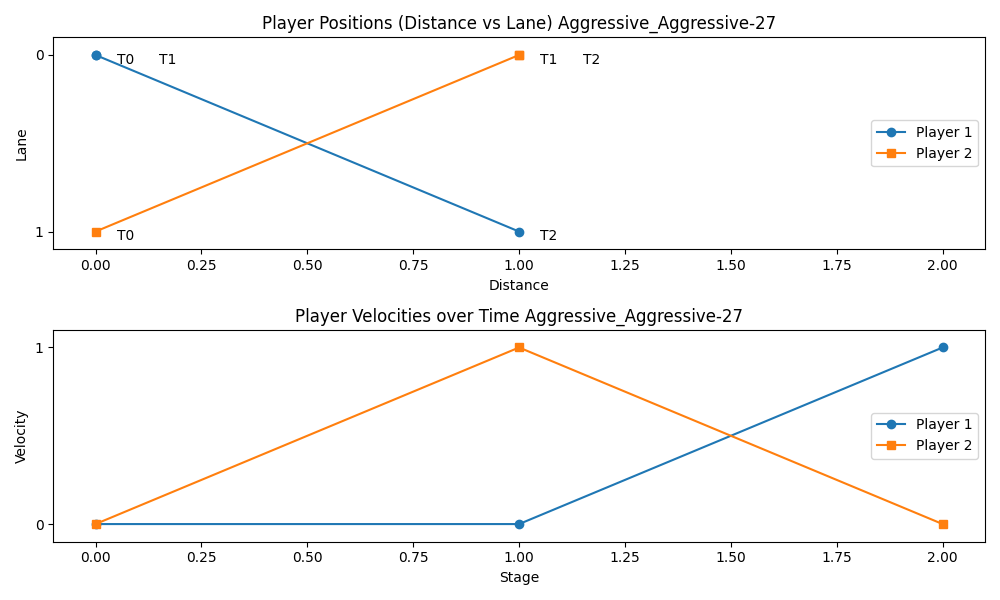 Player Positions (Distance vs Lane) Aggressive_Aggressive-27
0
T0 T1 T1 T2
Lane
Player 1
Player 2
1
T0 T2
0.00 0.25 0.50 0.75 1.00 1.25 1.50 1.75 2.00
Distance
Player Velocities over Time Aggressive_Aggressive-27
1
Velocity
Player 1
Player 2
0
0.00 0.25 0.50 0.75 1.00 1.25 1.50 1.75 2.00
Stage